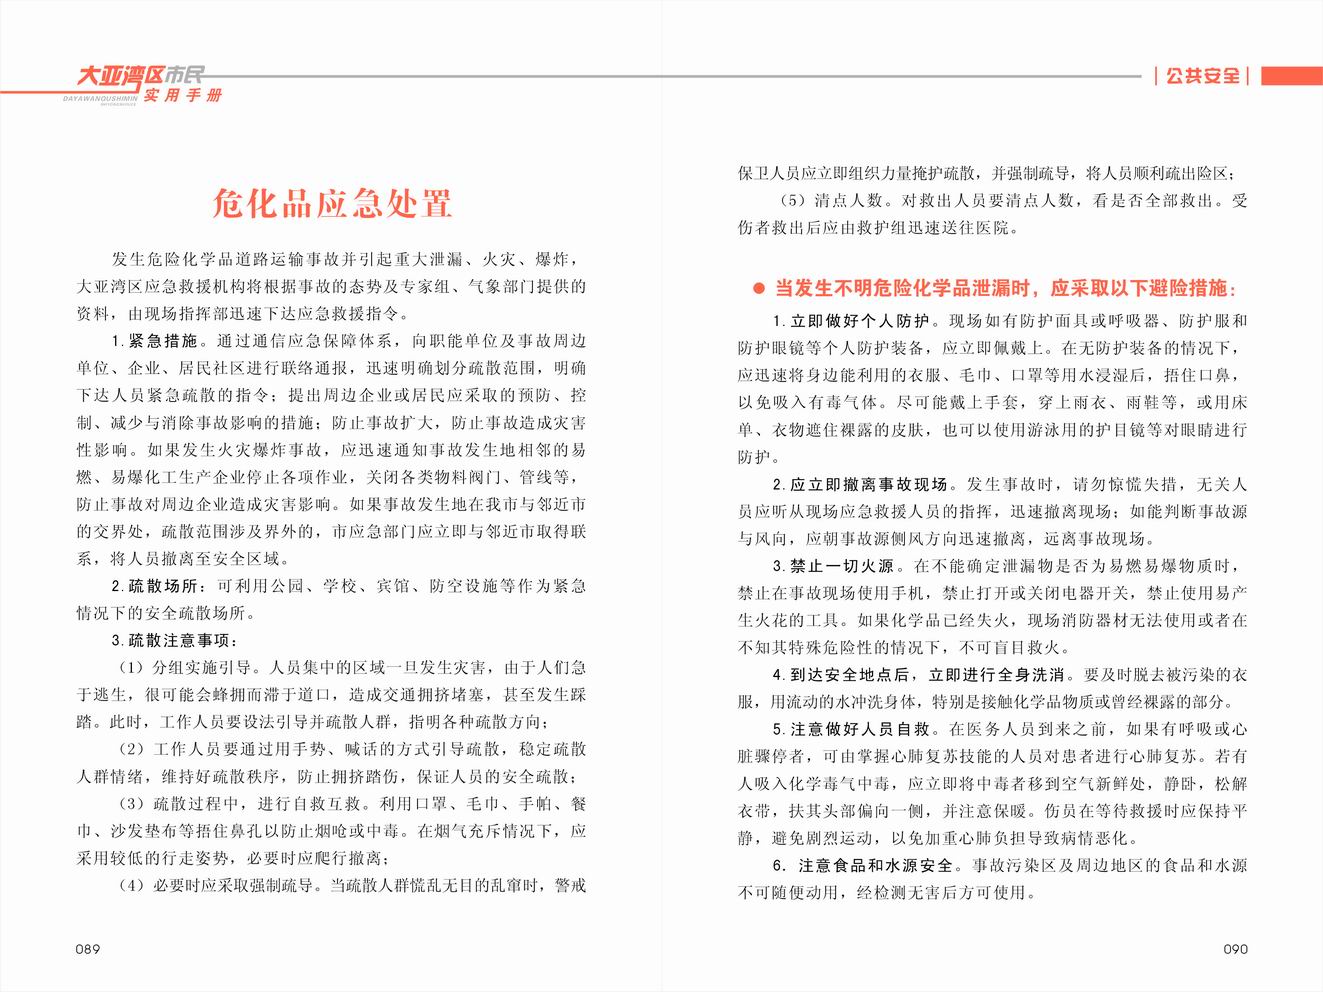 大亚湾区市民
DAYAWANQUSHIMIN
实用手册
危化品应急处置
发生危险化学品道路运输事故并引起重大泄漏、火灾、爆炸，
大亚湾区应急救援机构将根据事故的态势及专家组、气象部门提供的
资料，由现场指挥部迅速下达应急救援指令。
1.紧急措施。通过通信应急保障体系，向职能单位及事故周边
单位、企业、居民社区进行联络通报，迅速明确划分疏散范围，明确
下达人员紧急疏散的指令；提出周边企业或居民应采取的预防、控
制、减少与消除事故影响的措施；防止事故扩大，防止事故造成灾害
性影响。如果发生火灾爆炸事故，应迅速通知事故发生地相邻的易
燃、易爆化工生产企业停止各项作业，关闭各类物料阀门、管线等，
防止事故对周边企业造成灾害影响。如果事故发生地在我市与邻近市
的交界处，疏散范围涉及界外的，市应急部门应立即与邻近市取得联
系，将人员撤离至安全区域。
2.疏散场所：可利用公园、学校、宾馆、防空设施等作为紧急
情况下的安全疏散场所。
3.疏散注意事项：
（1）分组实施引导。人员集中的区域一旦发生灾害，由于人们急
于逃生，很可能会蜂拥而滞于道口，造成交通拥挤堵塞，甚至发生踩
踏。此时，工作人员要设法引导并疏散人群，指明各种疏散方向；
（2）工作人员要通过用手势、喊话的方式引导疏散，稳定疏散
人群情绪，维持好疏散秩序，防止拥挤踏伤，保证人员的安全疏散；
（3）疏散过程中，进行自救互救。利用口罩、毛巾、手帕、餐
巾、沙发垫布等捂住鼻孔以防止烟呛或中毒。在烟气充斥情况下，应
采用较低的行走姿势，必要时应爬行撤离；
（4）必要时应采取强制疏导。当疏散人群慌乱无目的乱窜时，警戒
089
公共安全
保卫人员应立即组织力量掩护疏散，并强制疏导，将人员顺利疏出险区；
（5）清点人数。对救出人员要清点人数，看是否全部救出。受
伤者救出后应由救护组迅速送往医院。
● 当发生不明危险化学品泄漏时，应采取以下避险措施：
1.立即做好个人防护。现场如有防护面具或呼吸器、防护服和
防护眼镜等个人防护装备，应立即佩戴上。在无防护装备的情况下，
应迅速将身边能利用的衣服、毛巾、口罩等用水浸湿后，捂住口鼻，
以免吸入有毒气体。尽可能戴上手套，穿上雨衣、雨鞋等，或用床
单、衣物遮住裸露的皮肤，也可以使用游泳用的护目镜等对眼睛进行
防护。
2.应立即撤离事故现场。发生事故时，请勿惊慌失措，无关人
员应听从现场应急救援人员的指挥，迅速撤离现场；如能判断事故源
与风向，应朝事故源侧风方向迅速撤离，远离事故现场。
3.禁止一切火源。在不能确定泄漏物是否为易燃易爆物质时，
禁止在事故现场使用手机，禁止打开或关闭电器开关，禁止使用易产
生火花的工具。如果化学品已经失火，现场消防器材无法使用或者在
不知其特殊危险性的情况下，不可盲目救火。
4.到达安全地点后，立即进行全身洗消。要及时脱去被污染的衣
服，用流动的水冲洗身体，特别是接触化学品物质或曾经裸露的部分。
5.注意做好人员自救。在医务人员到来之前，如果有呼吸或心
脏骤停者，可由掌握心肺复苏技能的人员对患者进行心肺复苏。若有
人吸入化学毒气中毒，应立即将中毒者移到空气新鲜处，静卧，松解
衣带，扶其头部偏向一侧，并注意保暖。伤员在等待救援时应保持平
静，避免剧烈运动，以免加重心肺负担导致病情恶化。
6. 注意食品和水源安全。事故污染区及周边地区的食品和水源
不可随便动用，经检测无害后方可使用。
090